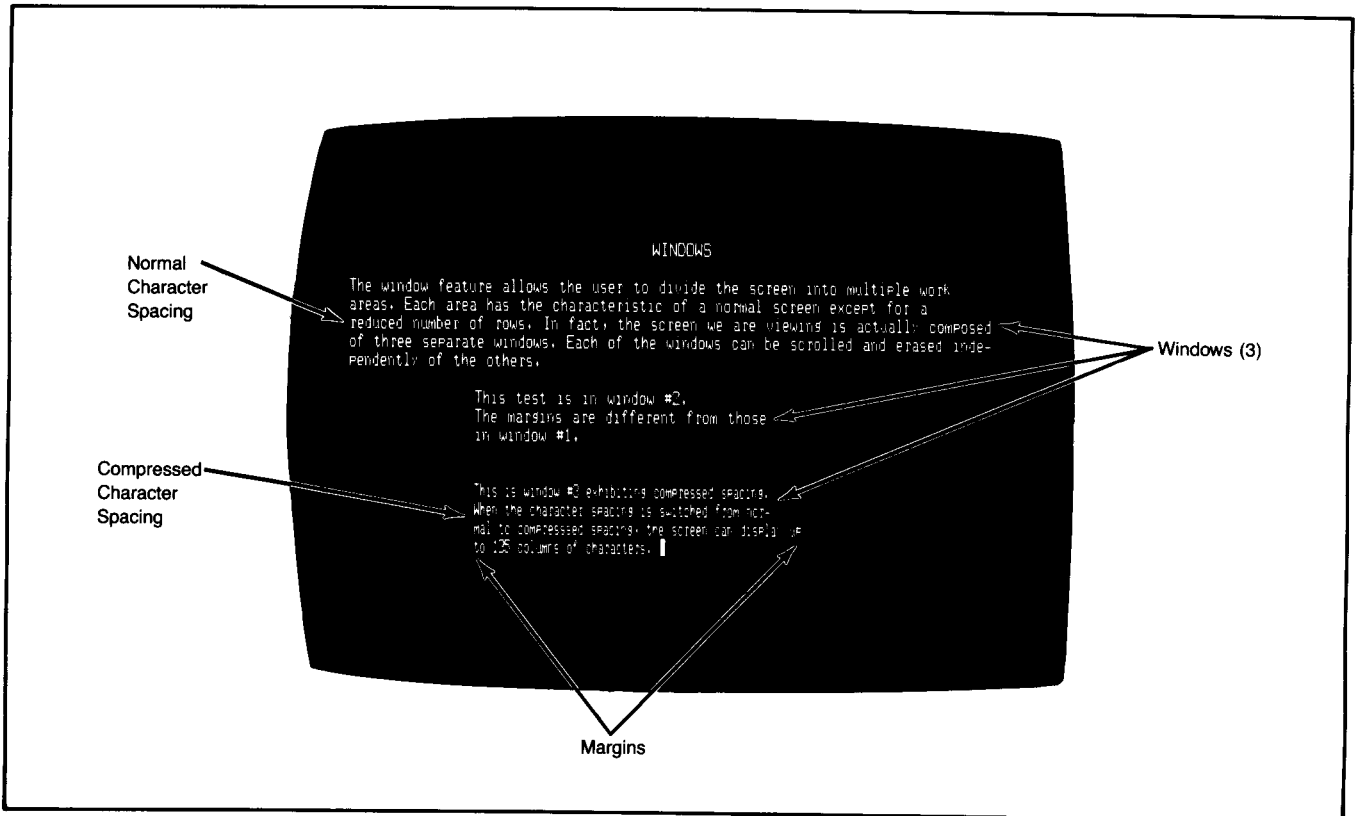 WINDOWS
Normal
Character
Spacing
The window feature allows the user to divide the screen into multiple work
areas. Each area has the characteristic of a normal screen except for a
reduced number of rows. In fact, the screen we are viewing is actually composed
of three separate windows. Each of the windows can be scrolled and erased inde-
pendently of the others.
Windows (3)
This test is in window #2.
The margins are different from those
in window #1.
Compressed
Character
Spacing
This is window #3 exhibiting compressed spacing.
When the character spacing is switched from nor-
mal to compressed spacing, the screen can display up
to 135 columns of characters.
Margins